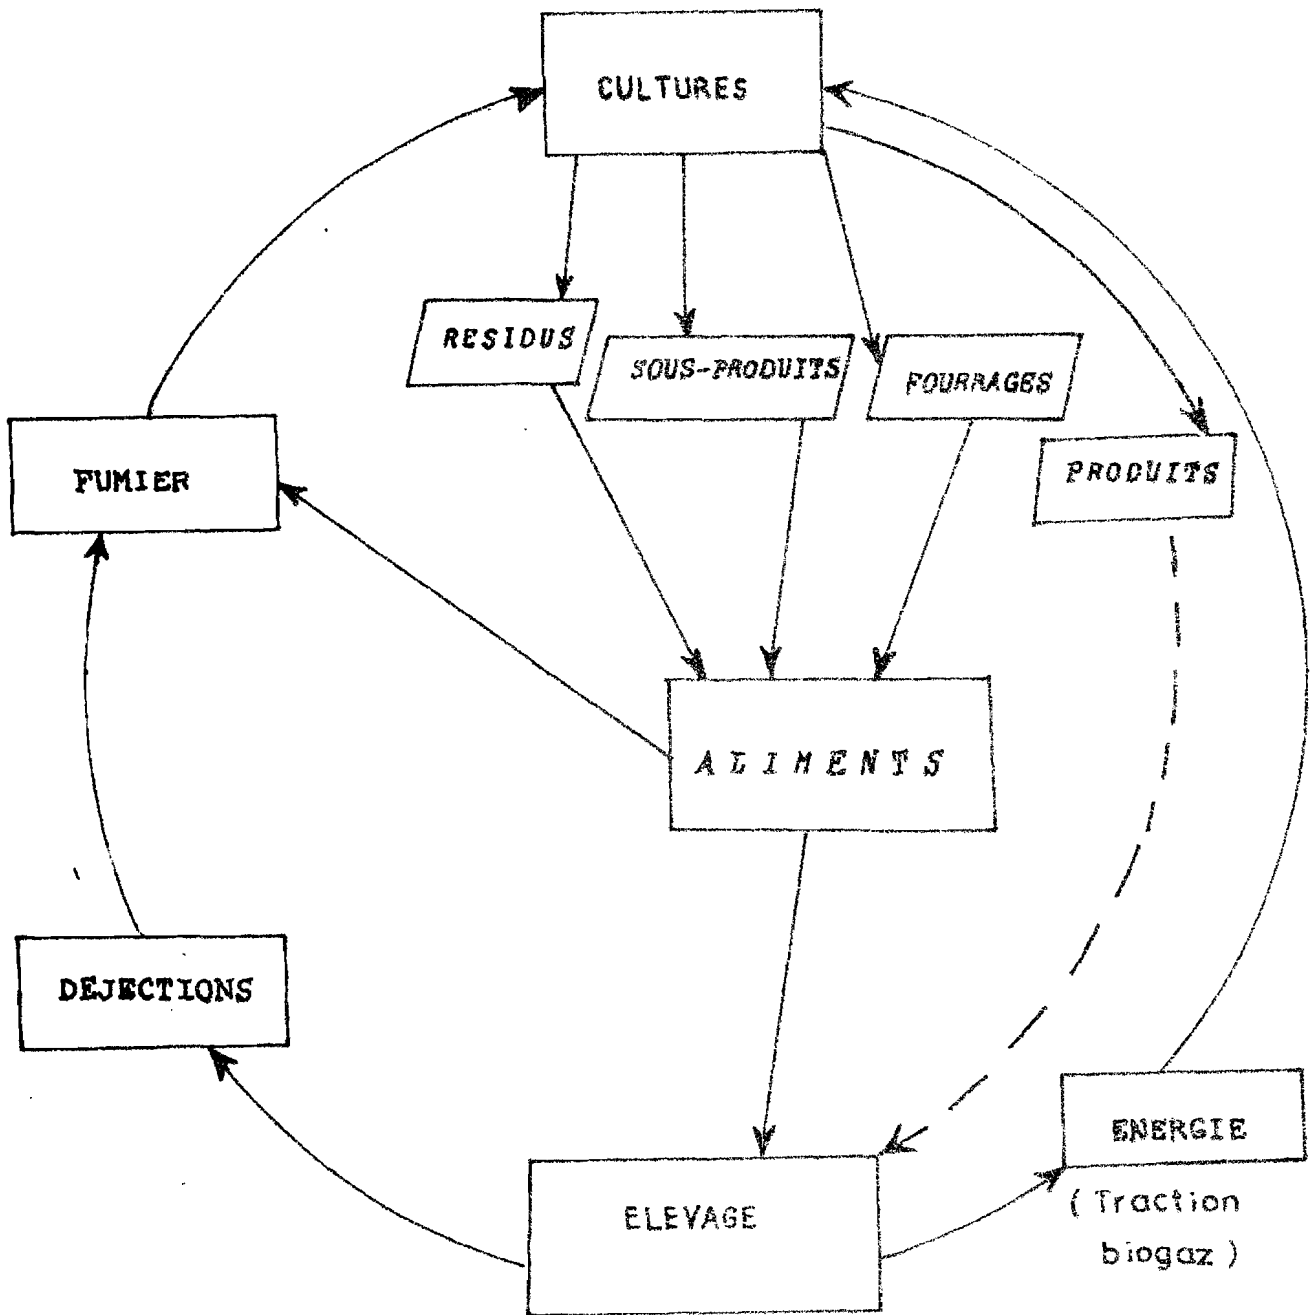 CULTURES
RESIDUS
SOUS-PRODUITS
FOURRAGES
PRODUITS
FUMIER
ALIMENTS
DEJECTIONS
ENERGIE
(Traction
biogaz)
ELEVAGE